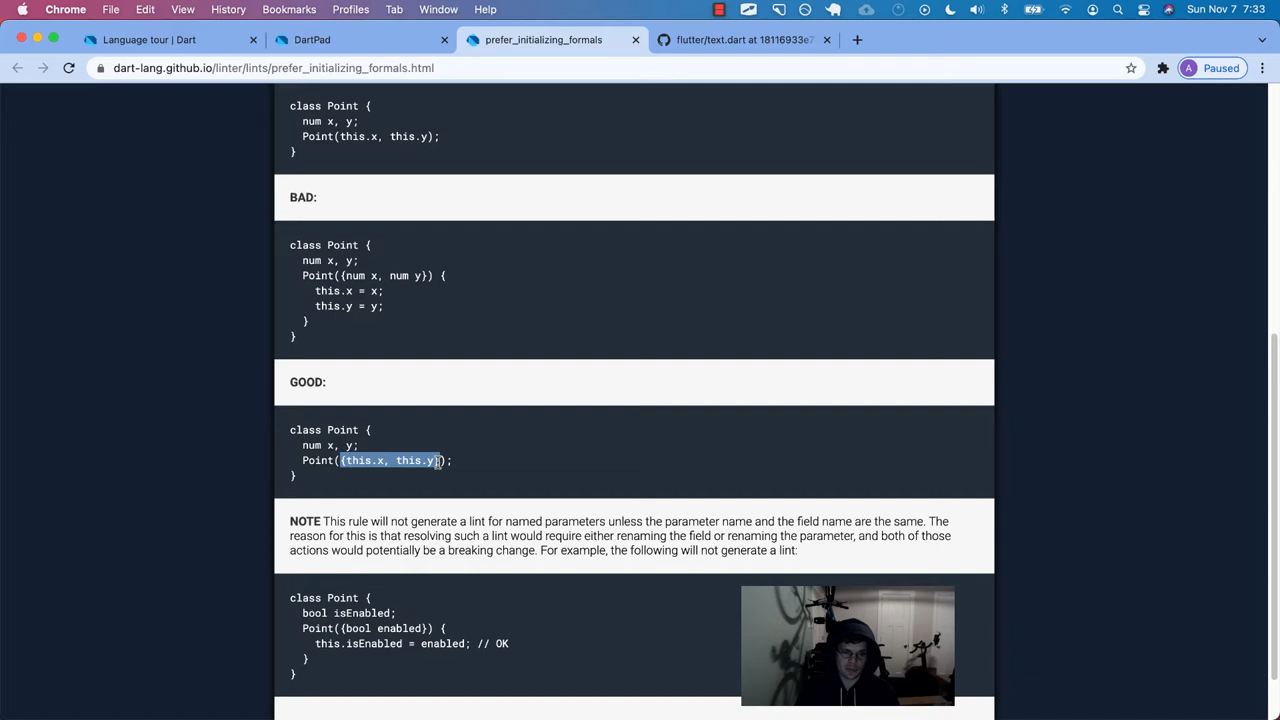 Chrome File Edit View History Bookmarks Profiles Tab Window Help Sun Nov 7 7:33
Language tour | Dart
DartPad
prefer_initializing_formals
flutter/text.dart at 18116933e7
dart-lang.github.io/linter/lints/prefer_initializing_formals.html
A Paused
class Point {
num x, y;
Point(this.x, this.y);
}
BAD:
class Point {
num x, y;
Point({num x, num y}) {
this.x = x;
this.y = y;
}
}
GOOD:
class Point {
num x, y;
Point({this.x, this.y});
}
NOTE This rule will not generate a lint for named parameters unless the parameter name and the field name are the same. The
reason for this is that resolving such a lint would require either renaming the field or renaming the parameter, and both of those
actions would potentially be a breaking change. For example, the following will not generate a lint:
class Point {
bool isEnabled;
Point({bool enabled}) {
this.isEnabled = enabled; // OK
}
}